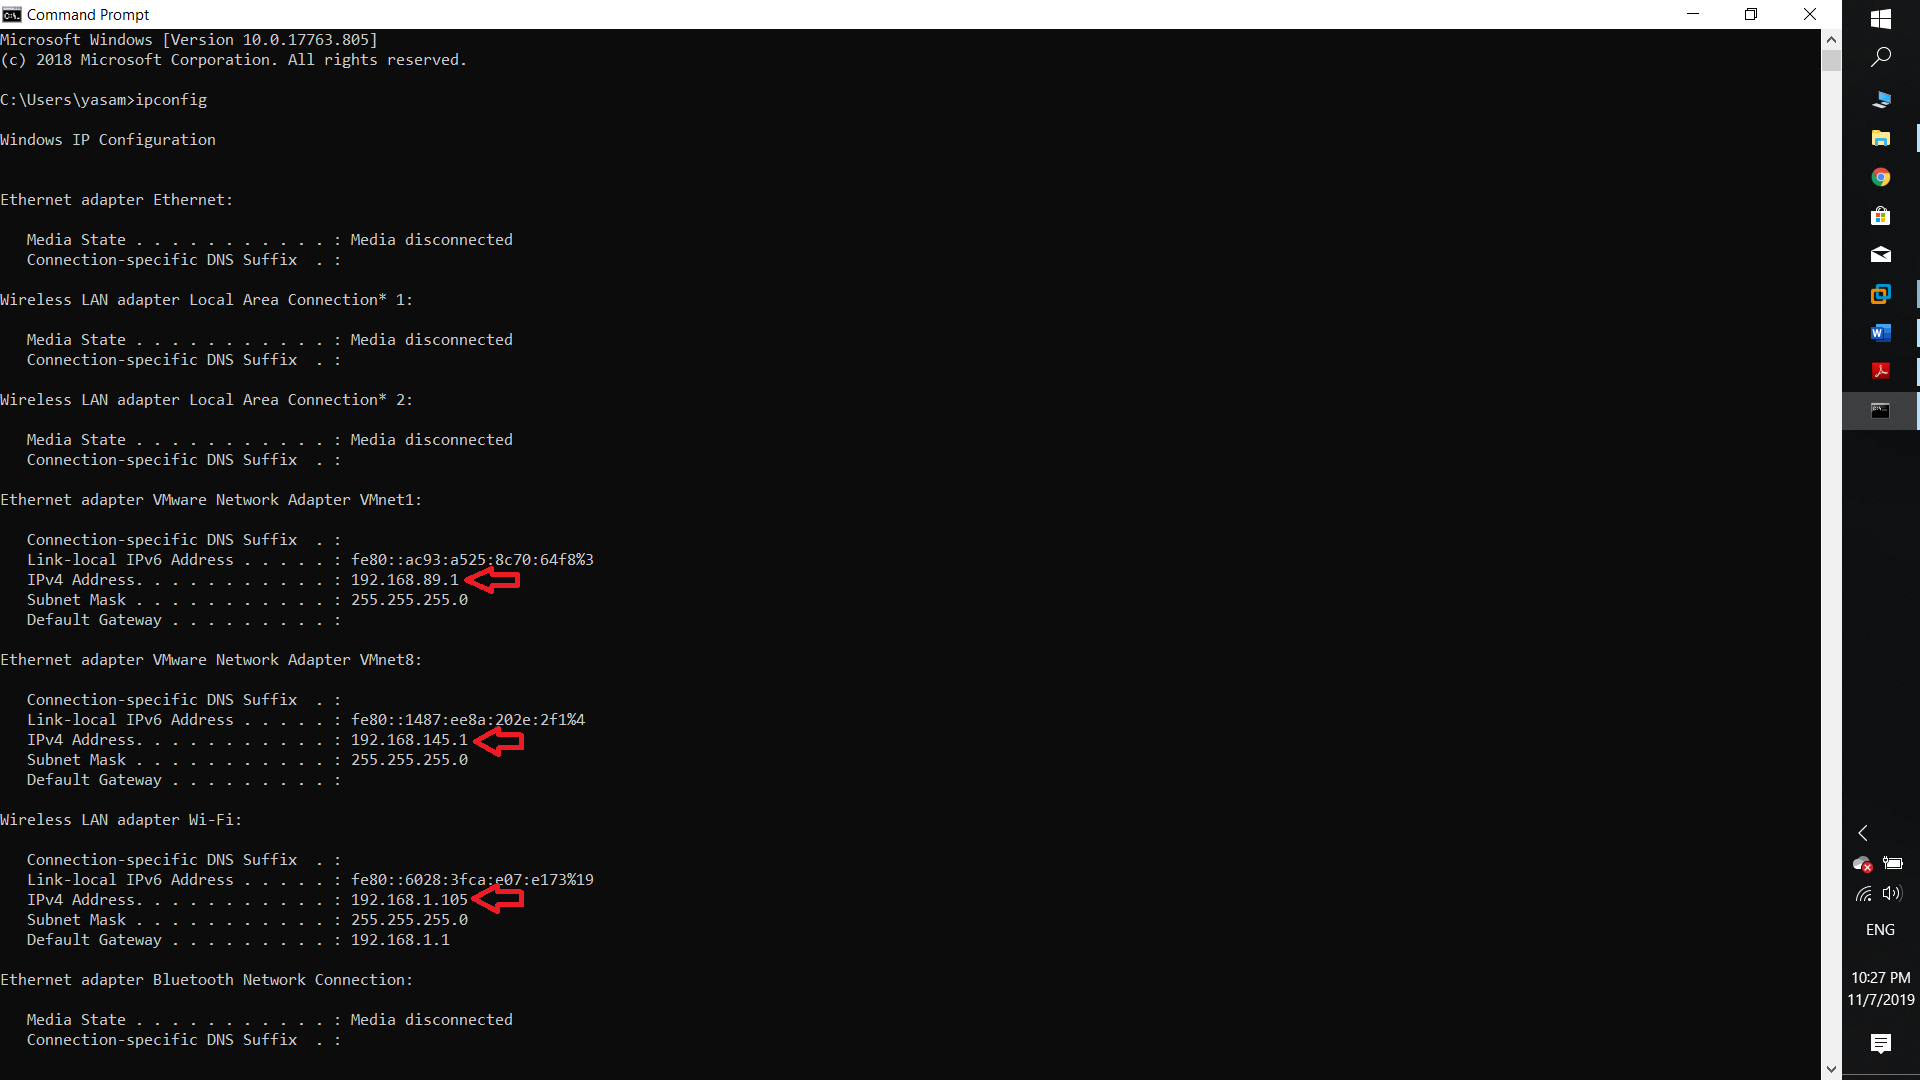 Command Prompt
Microsoft Windows [Version 10.0.17763.805]
(c) 2018 Microsoft Corporation. All rights reserved.
C:\Users\yasam>ipconfig
Windows IP Configuration
Ethernet adapter Ethernet:
Media State . . . . . . . . . . . : Media disconnected
Connection-specific DNS Suffix  . :
Wireless LAN adapter Local Area Connection* 1:
Media State . . . . . . . . . . . : Media disconnected
Connection-specific DNS Suffix  . :
Wireless LAN adapter Local Area Connection* 2:
Media State . . . . . . . . . . . : Media disconnected
Connection-specific DNS Suffix  . :
Ethernet adapter VMware Network Adapter VMnet1:
Connection-specific DNS Suffix  . :
Link-local IPv6 Address . . . . . : fe80::ac93:a525:8c70:64f8%3
IPv4 Address. . . . . . . . . . . : 192.168.89.1
Subnet Mask . . . . . . . . . . . : 255.255.255.0
Default Gateway . . . . . . . . . :
Ethernet adapter VMware Network Adapter VMnet8:
Connection-specific DNS Suffix  . :
Link-local IPv6 Address . . . . . : fe80::1487:ee8a:202e:2f1%4
IPv4 Address. . . . . . . . . . . : 192.168.145.1
Subnet Mask . . . . . . . . . . . : 255.255.255.0
Default Gateway . . . . . . . . . :
Wireless LAN adapter Wi-Fi:
Connection-specific DNS Suffix  . :
Link-local IPv6 Address . . . . . : fe80::6028:3fca:e07:e173%19
IPv4 Address. . . . . . . . . . . : 192.168.1.105
Subnet Mask . . . . . . . . . . . : 255.255.255.0
Default Gateway . . . . . . . . . : 192.168.1.1
Ethernet adapter Bluetooth Network Connection:
Media State . . . . . . . . . . . : Media disconnected
Connection-specific DNS Suffix  . :
ENG
10:27 PM
11/7/2019